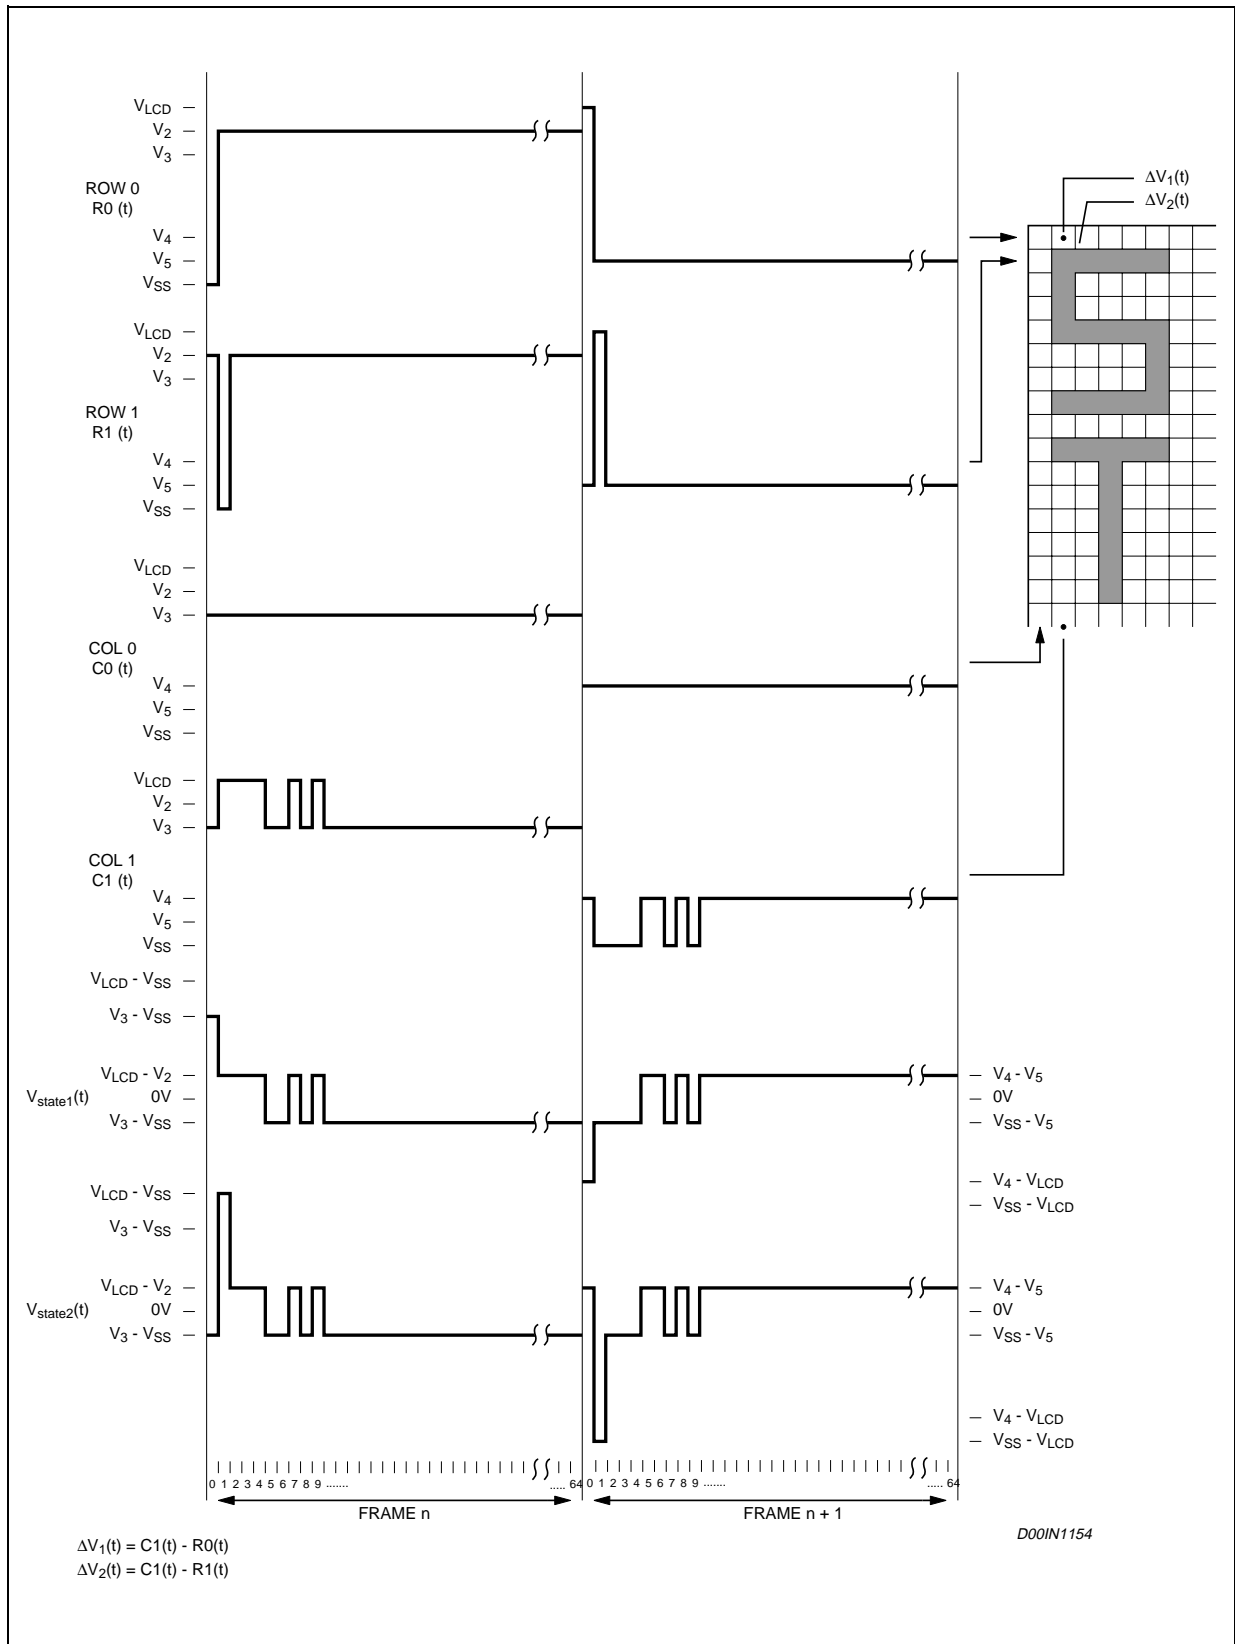 VLCD
V2
V3
ROW 0
R0 (t)
V4
V5
VSS
ΔV1(t)
ΔV2(t)
VLCD
V2
V3
ROW 1
R1 (t)
V4
V5
VSS
VLCD
V2
V3
COL 0
C0 (t)
V4
V5
VSS
VLCD
V2
V3
COL 1
C1 (t)
V4
V5
VSS
VLCD - VSS
V3 - VSS
VLCD - V2
Vstate1(t) 0V
V3 - VSS
V4 - V5
0V
VSS - V5
V4 - VLCD
VSS - VLCD
VLCD - VSS
V3 - VSS
VLCD - V2
Vstate2(t) 0V
V3 - VSS
V4 - V5
0V
VSS - V5
V4 - VLCD
VSS - VLCD
0 1 2 3 4 5 6 7 8 9 ....... ..... 64 0 1 2 3 4 5 6 7 8 9 ....... ..... 64
FRAME n FRAME n + 1
D00IN1154
ΔV1(t) = C1(t) - R0(t)
ΔV2(t) = C1(t) - R1(t)